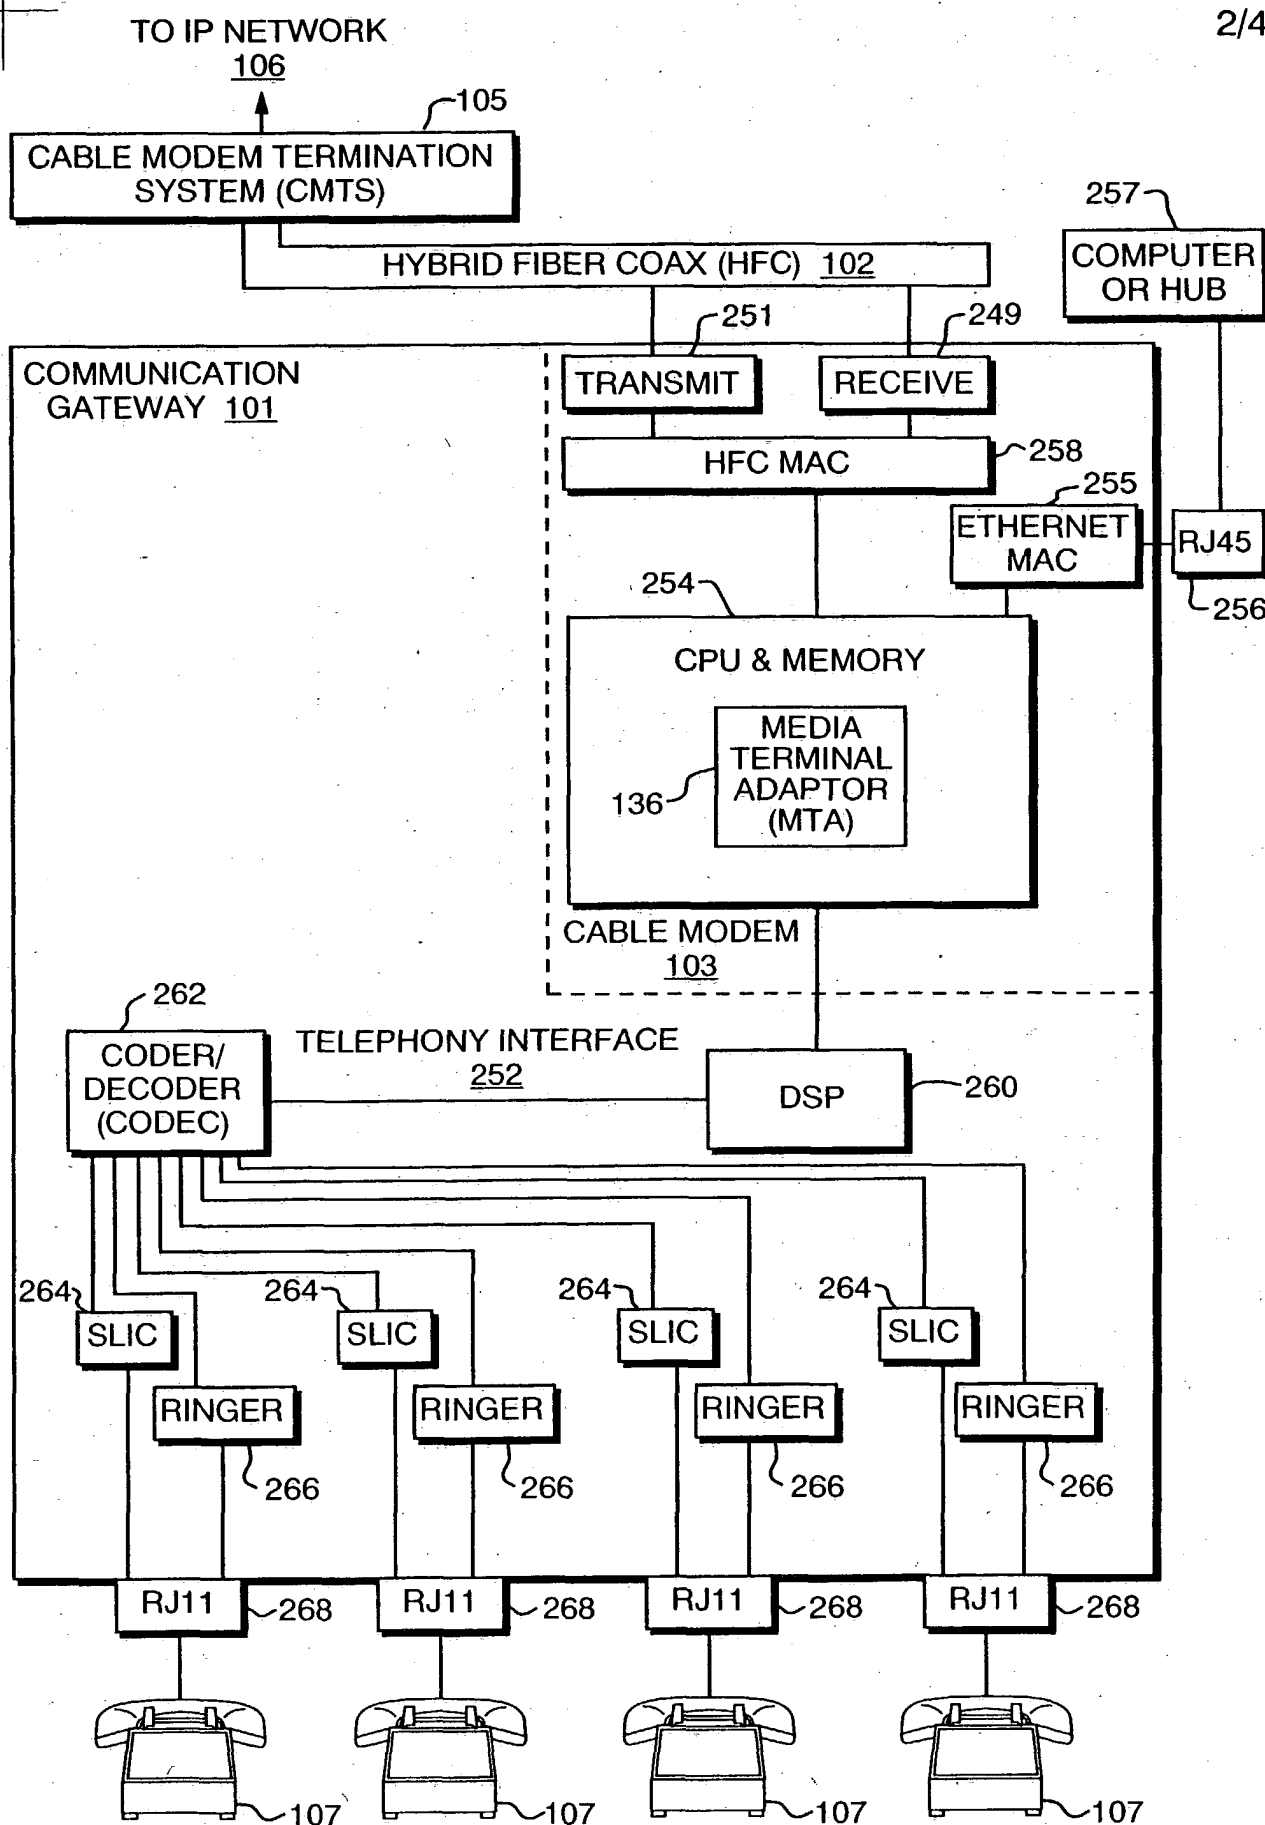 2/4
TO IP NETWORK
106
105
CABLE MODEM TERMINATION
SYSTEM (CMTS)
257
COMPUTER
OR HUB
HYBRID FIBER COAX (HFC) 102
251
249
COMMUNICATION
GATEWAY 101
TRANSMIT
RECEIVE
HFC MAC
258
255
ETHERNET
MAC
RJ45
256
254
CPU & MEMORY
MEDIA
TERMINAL
ADAPTOR
(MTA)
136
CABLE MODEM
103
262
CODER/
DECODER
(CODEC)
TELEPHONY INTERFACE
252
DSP
260
264
264
264
264
SLIC
SLIC
SLIC
SLIC
RINGER
RINGER
RINGER
RINGER
266
266
266
266
RJ11
268
RJ11
268
RJ11
268
RJ11
268
107
107
107
107